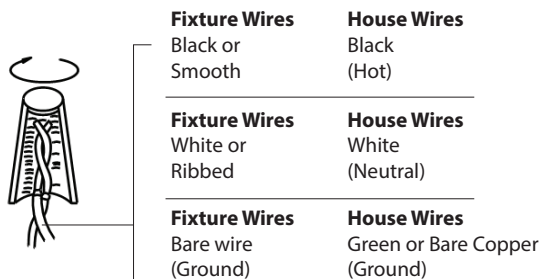 Fixture Wires House Wires
Black or Black
Smooth (Hot)
Fixture Wires House Wires
White or White
Ribbed (Neutral)
Fixture Wires House Wires
Bare wire Green or Bare Copper
(Ground) (Ground)